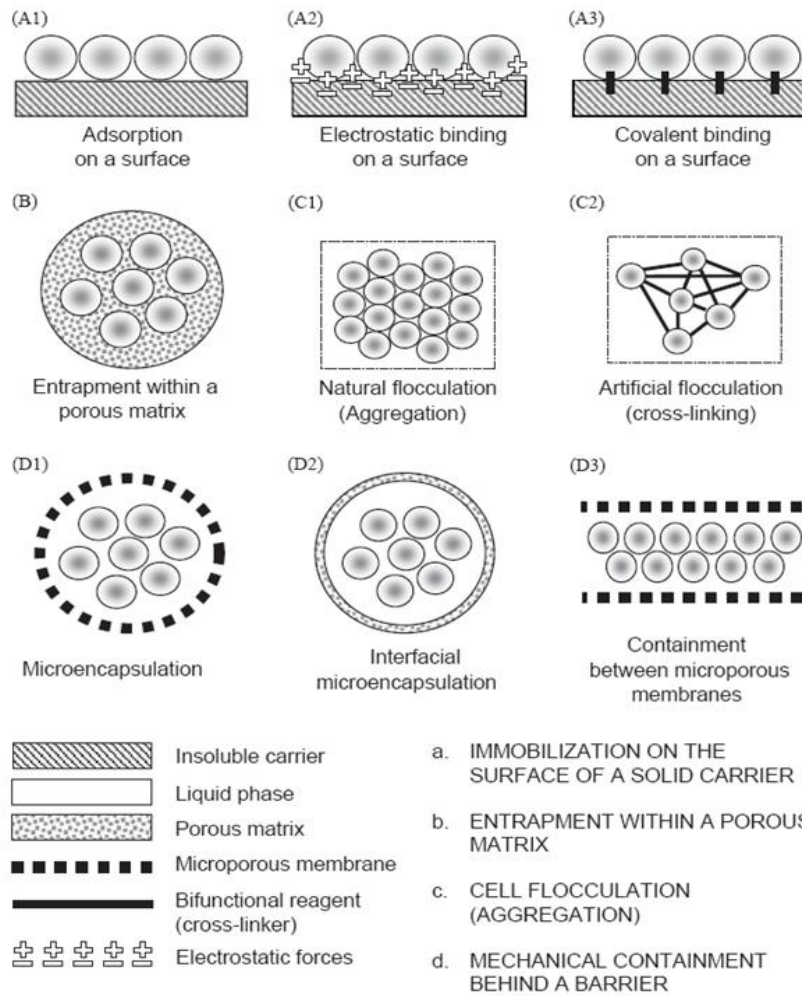 (A1)
(A2)
(A3)
Adsorption
on a surface
Electrostatic binding
on a surface
Covalent binding
on a surface
(B)
(C1)
(C2)
Entrapment within a
porous matrix
Natural flocculation
(Aggregation)
Artificial flocculation
(cross-linking)
(D1)
(D2)
(D3)
Microencapsulation
Interfacial
microencapsulation
Containment
between microporous
membranes
Insoluble carrier
Liquid phase
Porous matrix
Microporous membrane
Bifunctional reagent
(cross-linker)
Electrostatic forces
a. IMMOBILIZATION ON THE
SURFACE OF A SOLID CARRIER
b. ENTRAPMENT WITHIN A POROUS
MATRIX
c. CELL FLOCCULATION
(AGGREGATION)
d. MECHANICAL CONTAINMENT
BEHIND A BARRIER